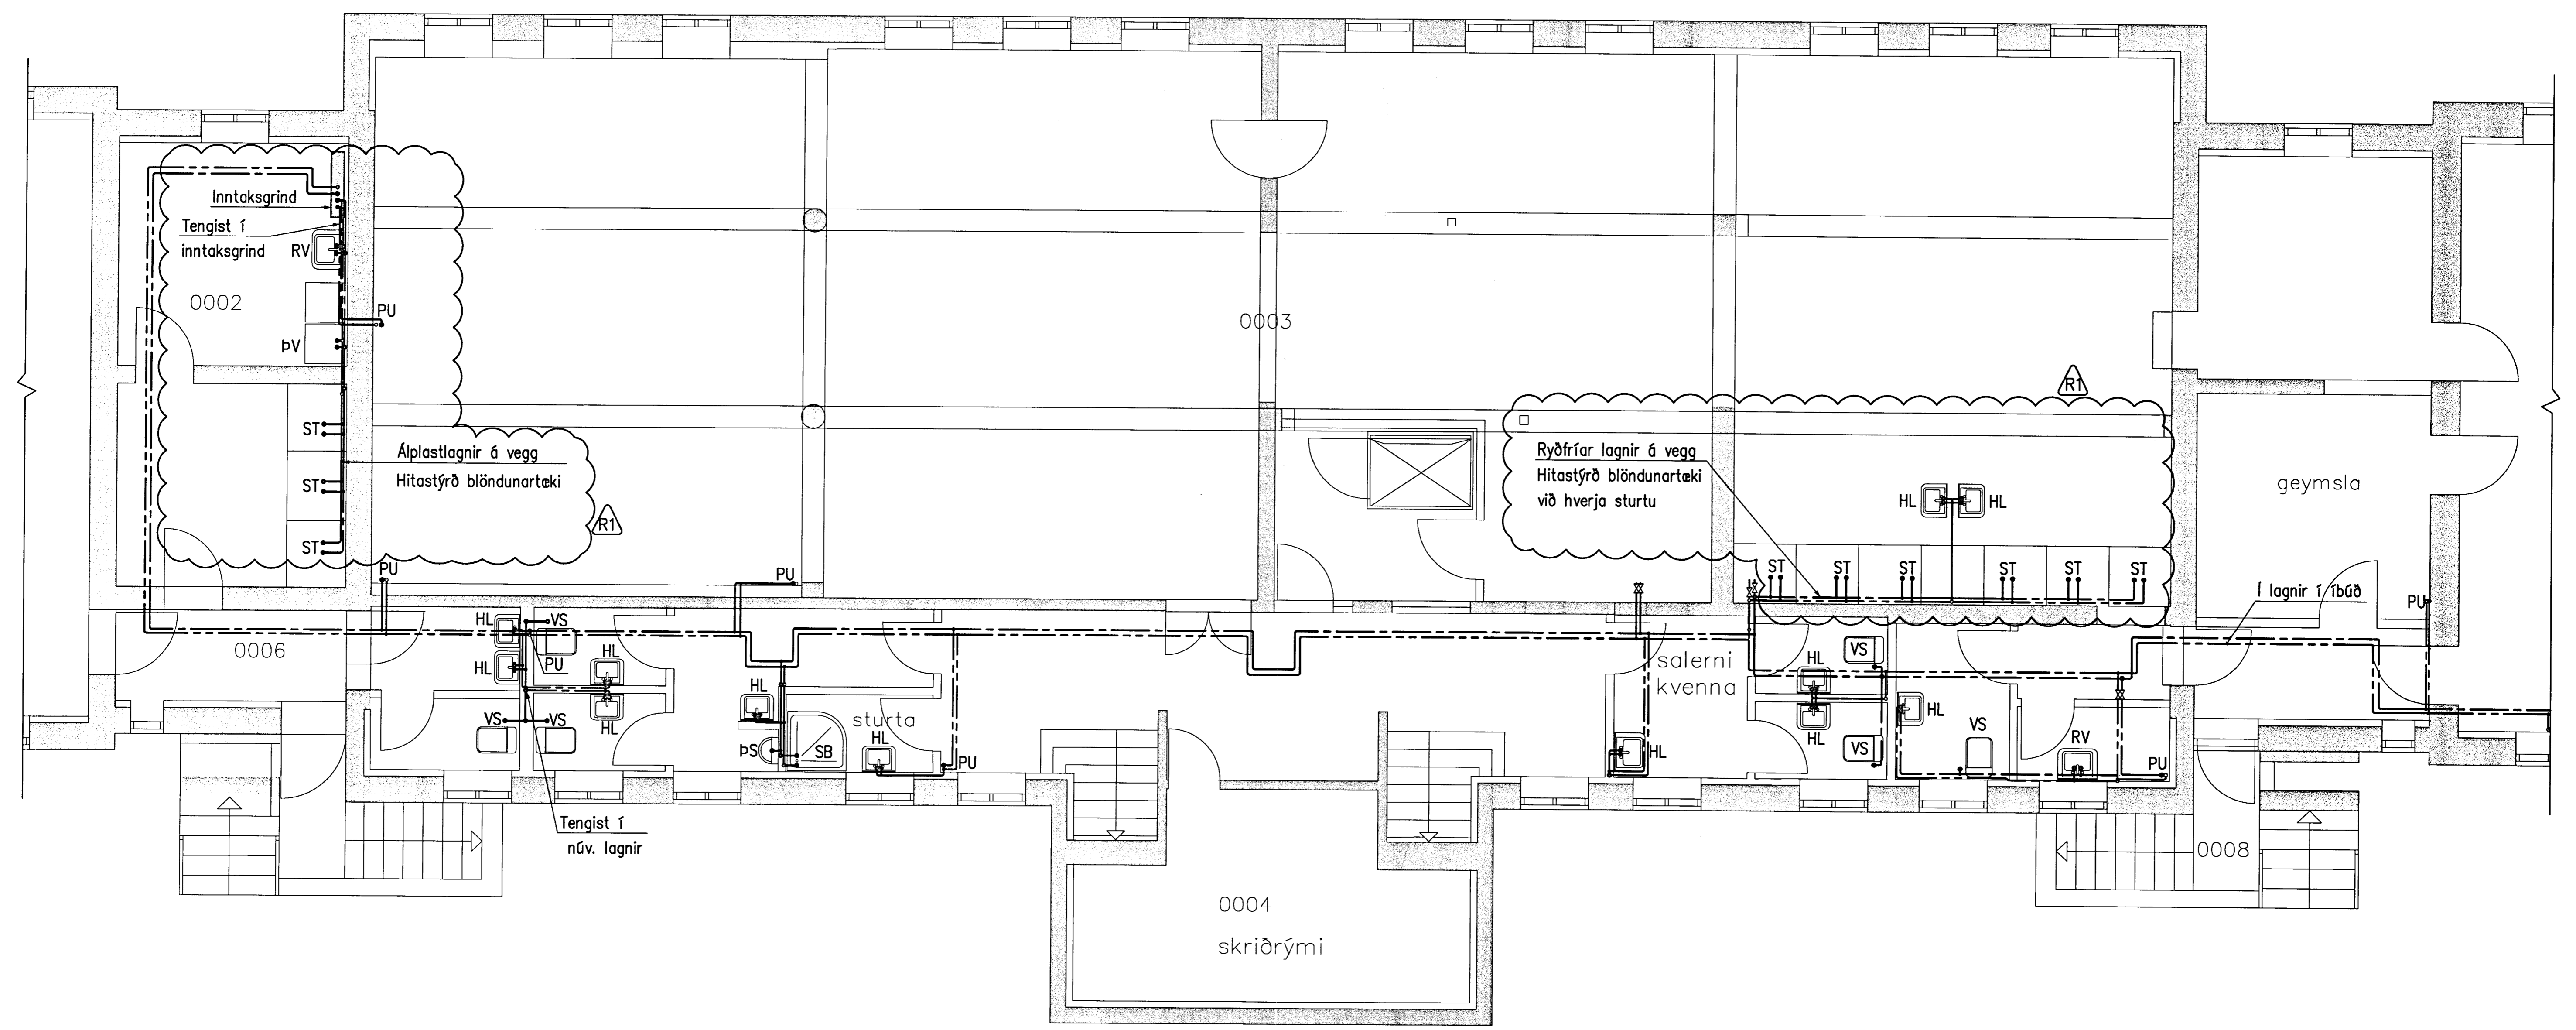 Inntaksgrind
Tengist í
inntaksgrind
RV
0002
PU
ÞV
ST
ST
ST
Álplastlagnir á vegg
Hitastýrð blöndunartæki
R1
0003
R1
Ryðfríar lagnir á vegg
Hitastýrð blöndunartæki
við hverja sturtu
HL
HL
ST
ST
ST
ST
ST
ST
geymsla
Í lagnir í íbúð
PU
PU
PU
0006
HL
VS
HL
PU
HL
HL
VS
VS
HL
ÞS
SB
sturta
HL
PU
salerni
kvenna
HL
VS
HL
HL
VS
HL
VS
RV
PU
Tengist í
núv. lagnir
0004
skriðrými
0008